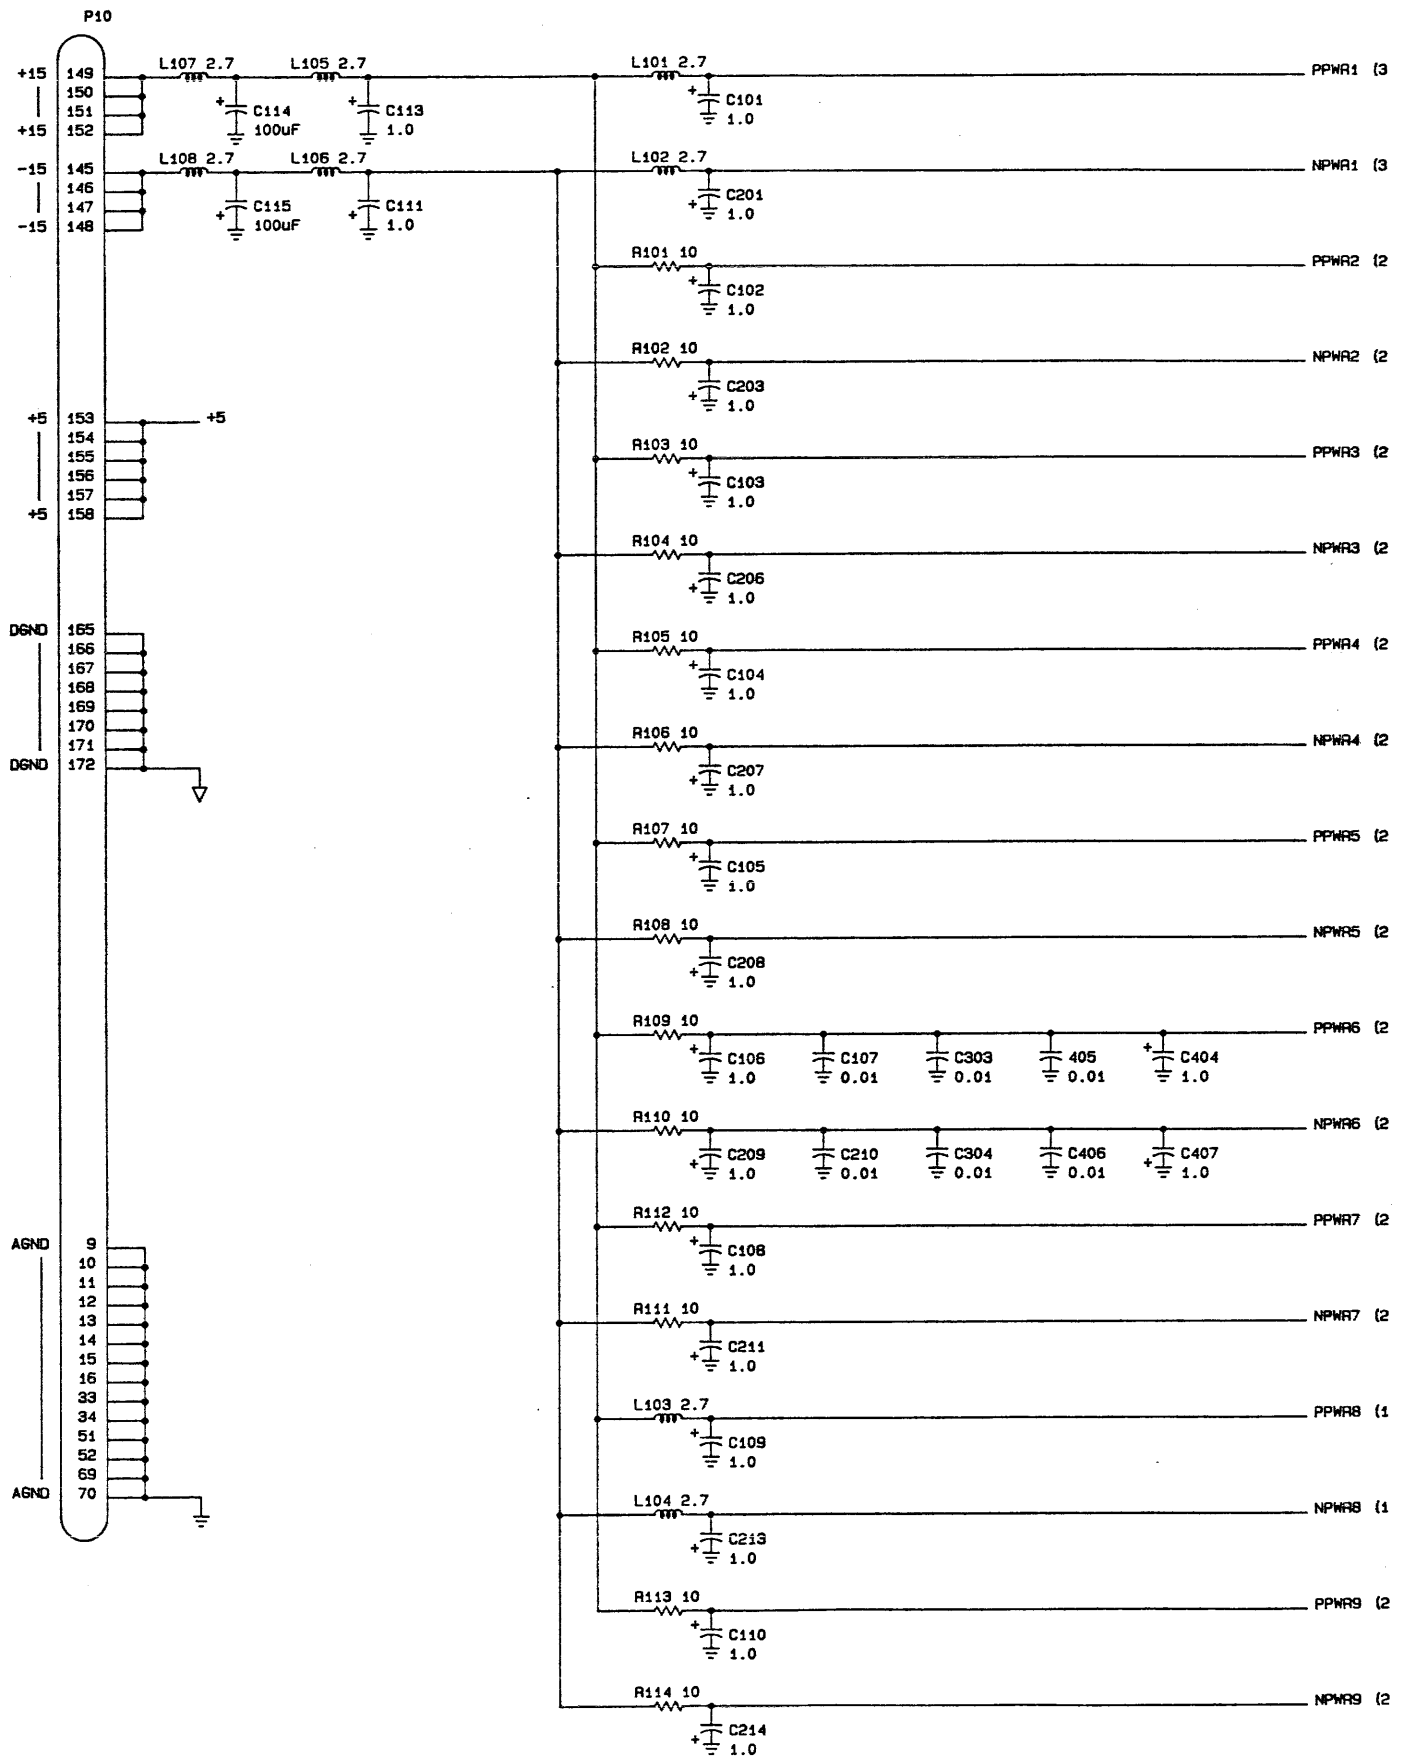 P10
L107 2.7 L105 2.7 L101 2.7
+15 149 PPWR1 (3
150
151 + C114 + C113 + C101
+15 152 100uF 1.0 1.0
L108 2.7 L106 2.7 L102 2.7
-15 145 NPWR1 (3
146
147 + C115 + C111 + C201
-15 148 100uF 1.0 1.0
R101 10 PPWR2 (2
+ C102
1.0
R102 10 NPWR2 (2
+ C203
1.0
+5 153 +5
154
155
156
157
+5 158
R103 10 PPWR3 (2
+ C103
1.0
R104 10 NPWR3 (2
+ C206
1.0
DGND 165
166
167
168
169
170
171
DGND 172
R105 10 PPWR4 (2
+ C104
1.0
R106 10 NPWR4 (2
+ C207
1.0
R107 10 PPWR5 (2
+ C105
1.0
R108 10 NPWR5 (2
+ C208
1.0
R109 10 PPWR6 (2
+ C106 C107 C303 405 + C404
1.0 0.01 0.01 0.01 1.0
R110 10 NPWR6 (2
+ C209 C210 C304 C406 + C407
1.0 0.01 0.01 0.01 1.0
R112 10 PPWR7 (2
+ C108
1.0
AGND 9
10
11
12
13
14
15
16
33
34
51
52
69
AGND 70
R111 10 NPWR7 (2
+ C211
1.0
L103 2.7 PPWR8 (1
+ C109
1.0
L104 2.7 NPWR8 (1
+ C213
1.0
R113 10 PPWR9 (2
+ C110
1.0
R114 10 NPWR9 (2
+ C214
1.0